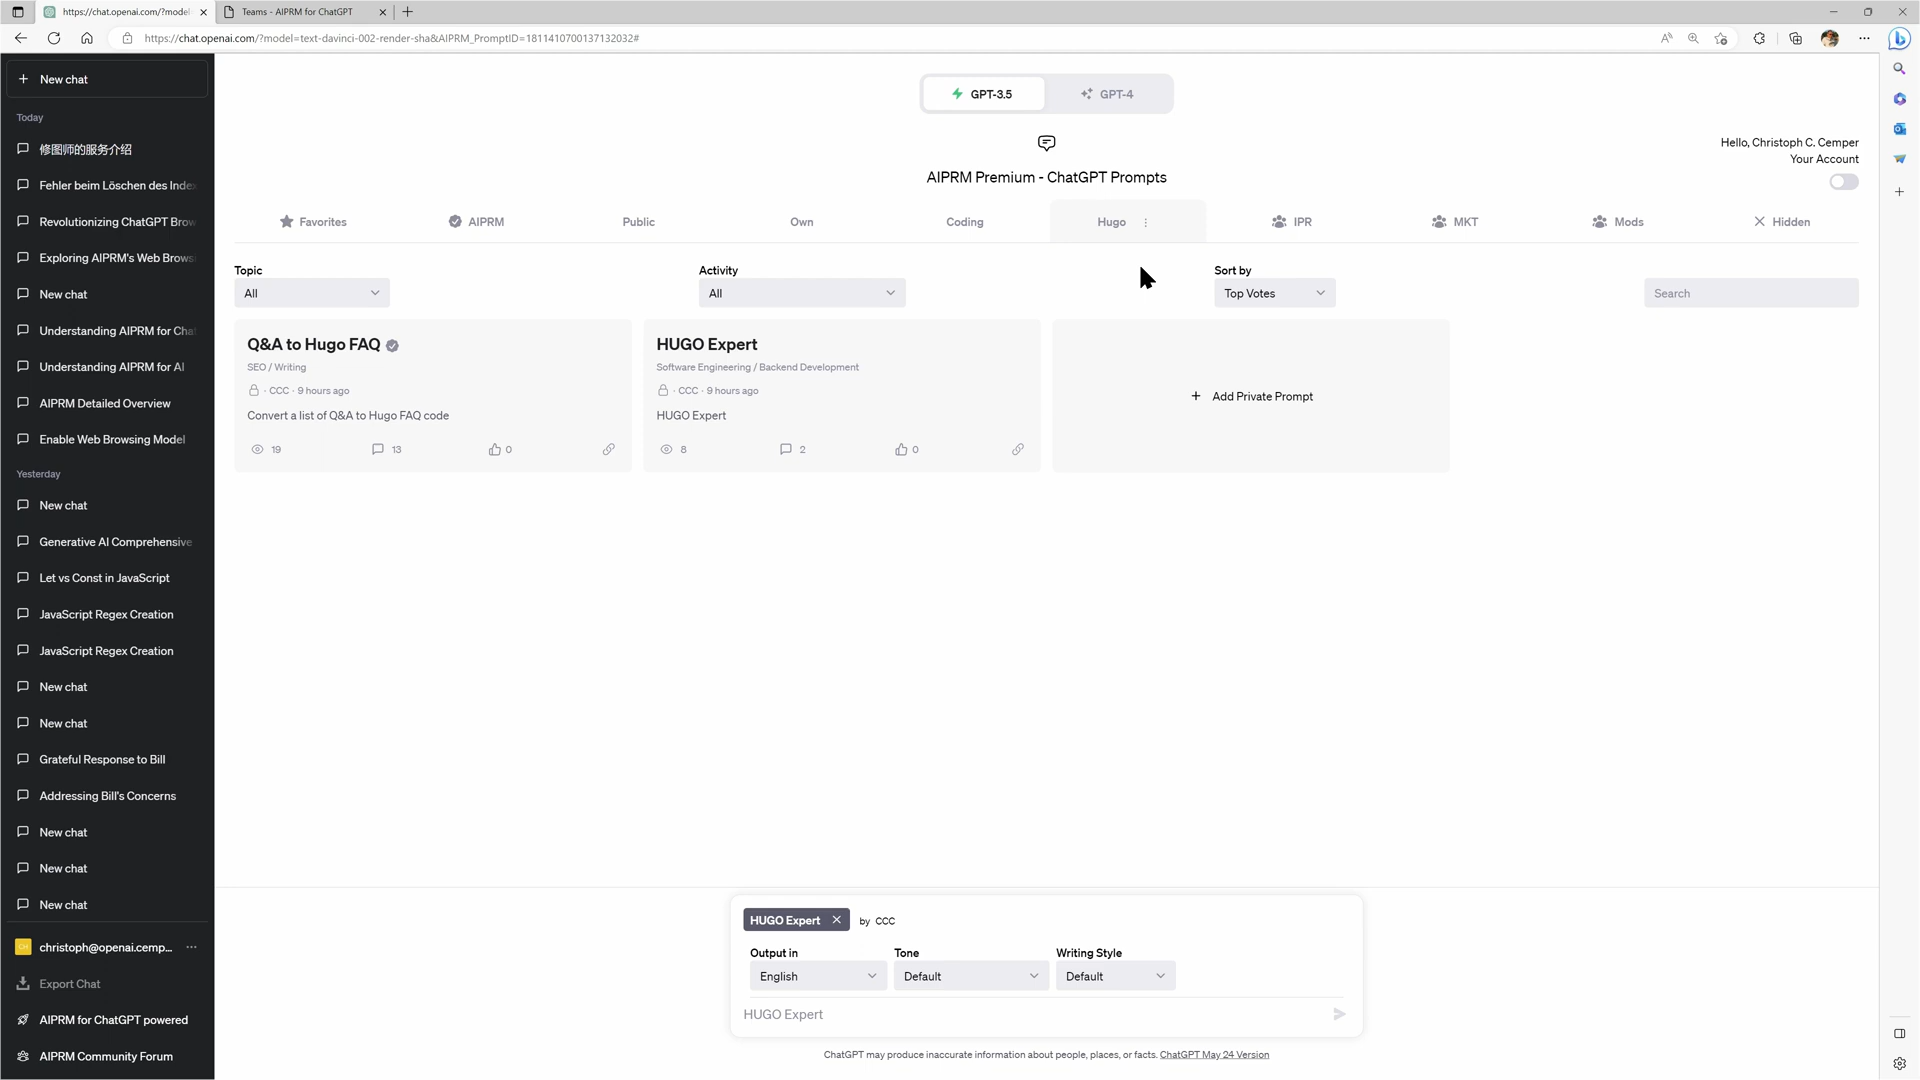 https://chat.openai.com/?model
Teams - AIPRM for ChatGPT
https://chat.openai.com/?model=text-davinci-002-render-sha&AIPRM_PromptID=1811410700137132032#
New chat
Today
修图师的服务介绍
Fehler beim Löschen des Inde
Revolutionizing ChatGPT Brow
Exploring AIPRM's Web Brows
New chat
Understanding AIPRM for Cha
Understanding AIPRM for AI
AIPRM Detailed Overview
Enable Web Browsing Model
Yesterday
New chat
Generative AI Comprehensive
Let vs Const in JavaScript
JavaScript Regex Creation
JavaScript Regex Creation
New chat
New chat
Grateful Response to Bill
Addressing Bill's Concerns
New chat
New chat
New chat
christoph@openai.cemp...
Export Chat
AIPRM for ChatGPT powered
AIPRM Community Forum
GPT-3.5 GPT-4
Hello, Christoph C. Cemper
Your Account
AIPRM Premium - ChatGPT Prompts
Favorites AIPRM Public Own Coding Hugo IPR MKT Mods Hidden
Topic Activity Sort by
All All Top Votes Search
Q&A to Hugo FAQ
SEO / Writing
· CCC · 9 hours ago
Convert a list of Q&A to Hugo FAQ code
19 13 0
HUGO Expert
Software Engineering / Backend Development
· CCC · 9 hours ago
HUGO Expert
8 2 0
+ Add Private Prompt
HUGO Expert by CCC
Output in Tone Writing Style
English Default Default
HUGO Expert
ChatGPT may produce inaccurate information about people, places, or facts. ChatGPT May 24 Version